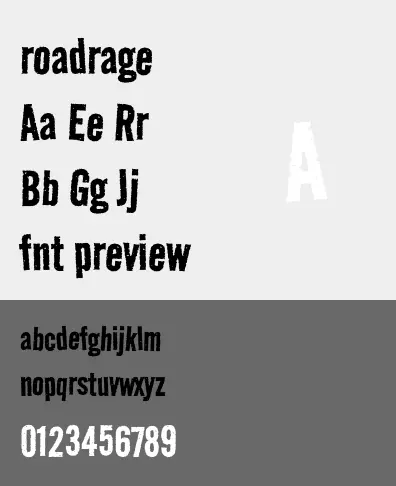 roadrage
Aa Ee Rr
A
Bb Gg Jj
fnt preview
abcdefghijklm
nopqrstuvwxyz
0123456789